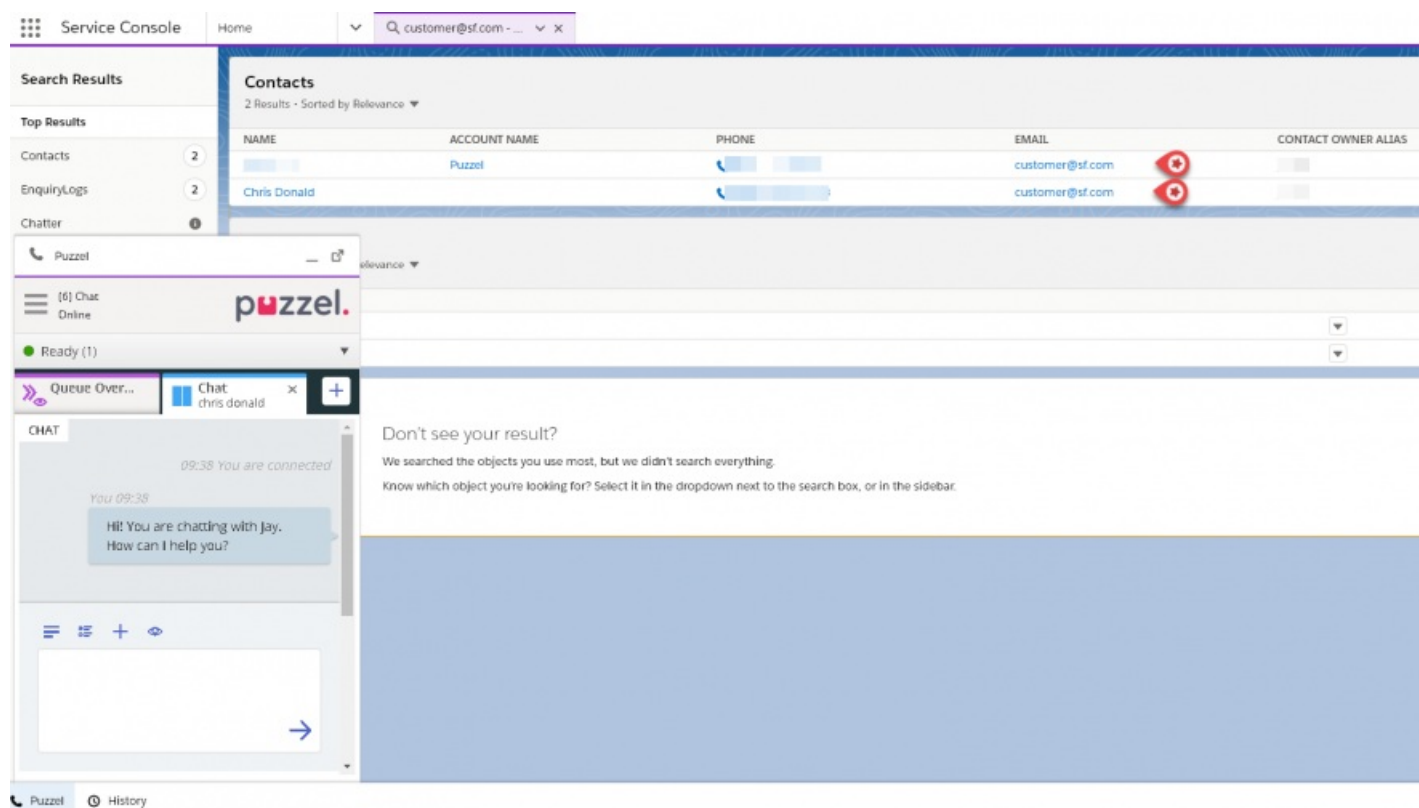 Service Console
Home
customer@sf.com - ...
Search Results
Top Results
Contacts 2
EnquiryLogs 2
Chatter
Contacts
2 Results • Sorted by Relevance
NAME ACCOUNT NAME PHONE EMAIL CONTACT OWNER ALIAS
Puzzel customer@sf.com
Chris Donald customer@sf.com
elevance
Puzzel
[6] Chat
Online
puzzel.
Ready (1)
Queue Over...
Chat
chris donald
CHAT
09:38 You are connected
You 09:38
Hi! You are chatting with Jay.
How can I help you?
Don't see your result?
We searched the objects you use most, but we didn't search everything.
Know which object you're looking for? Select it in the dropdown next to the search box, or in the sidebar.
Puzzel
History